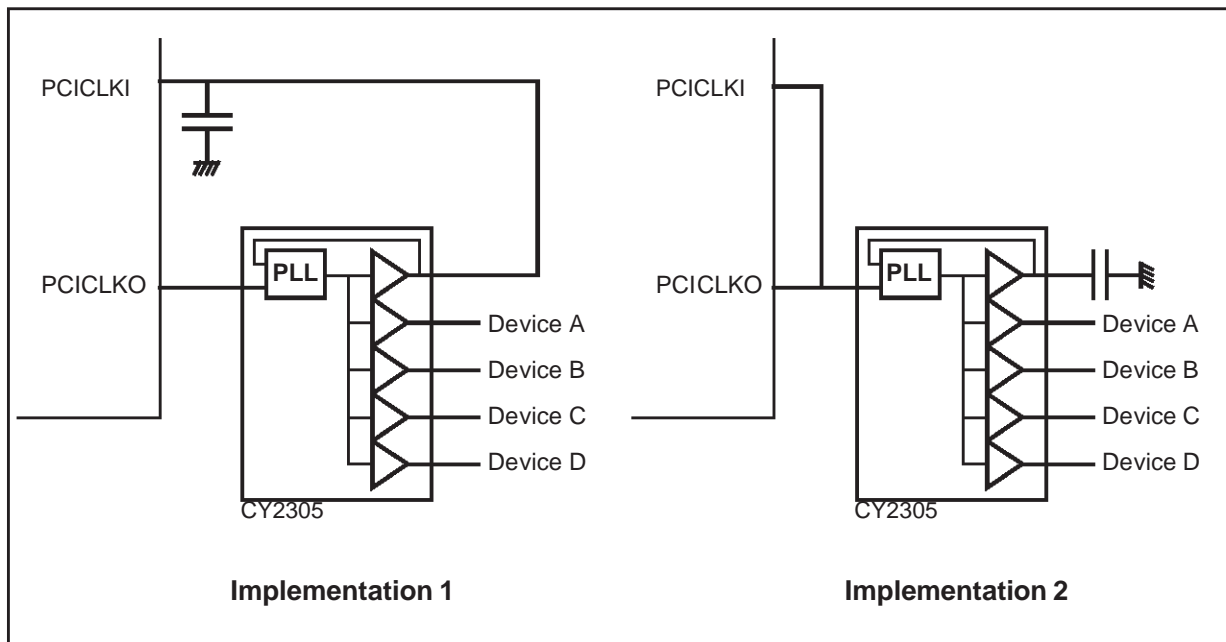 PCICLKI
PCICLKO
PLL
Device A
Device B
Device C
Device D
CY2305
Implementation 1
PCICLKI
PCICLKO
PLL
Device A
Device B
Device C
Device D
CY2305
Implementation 2